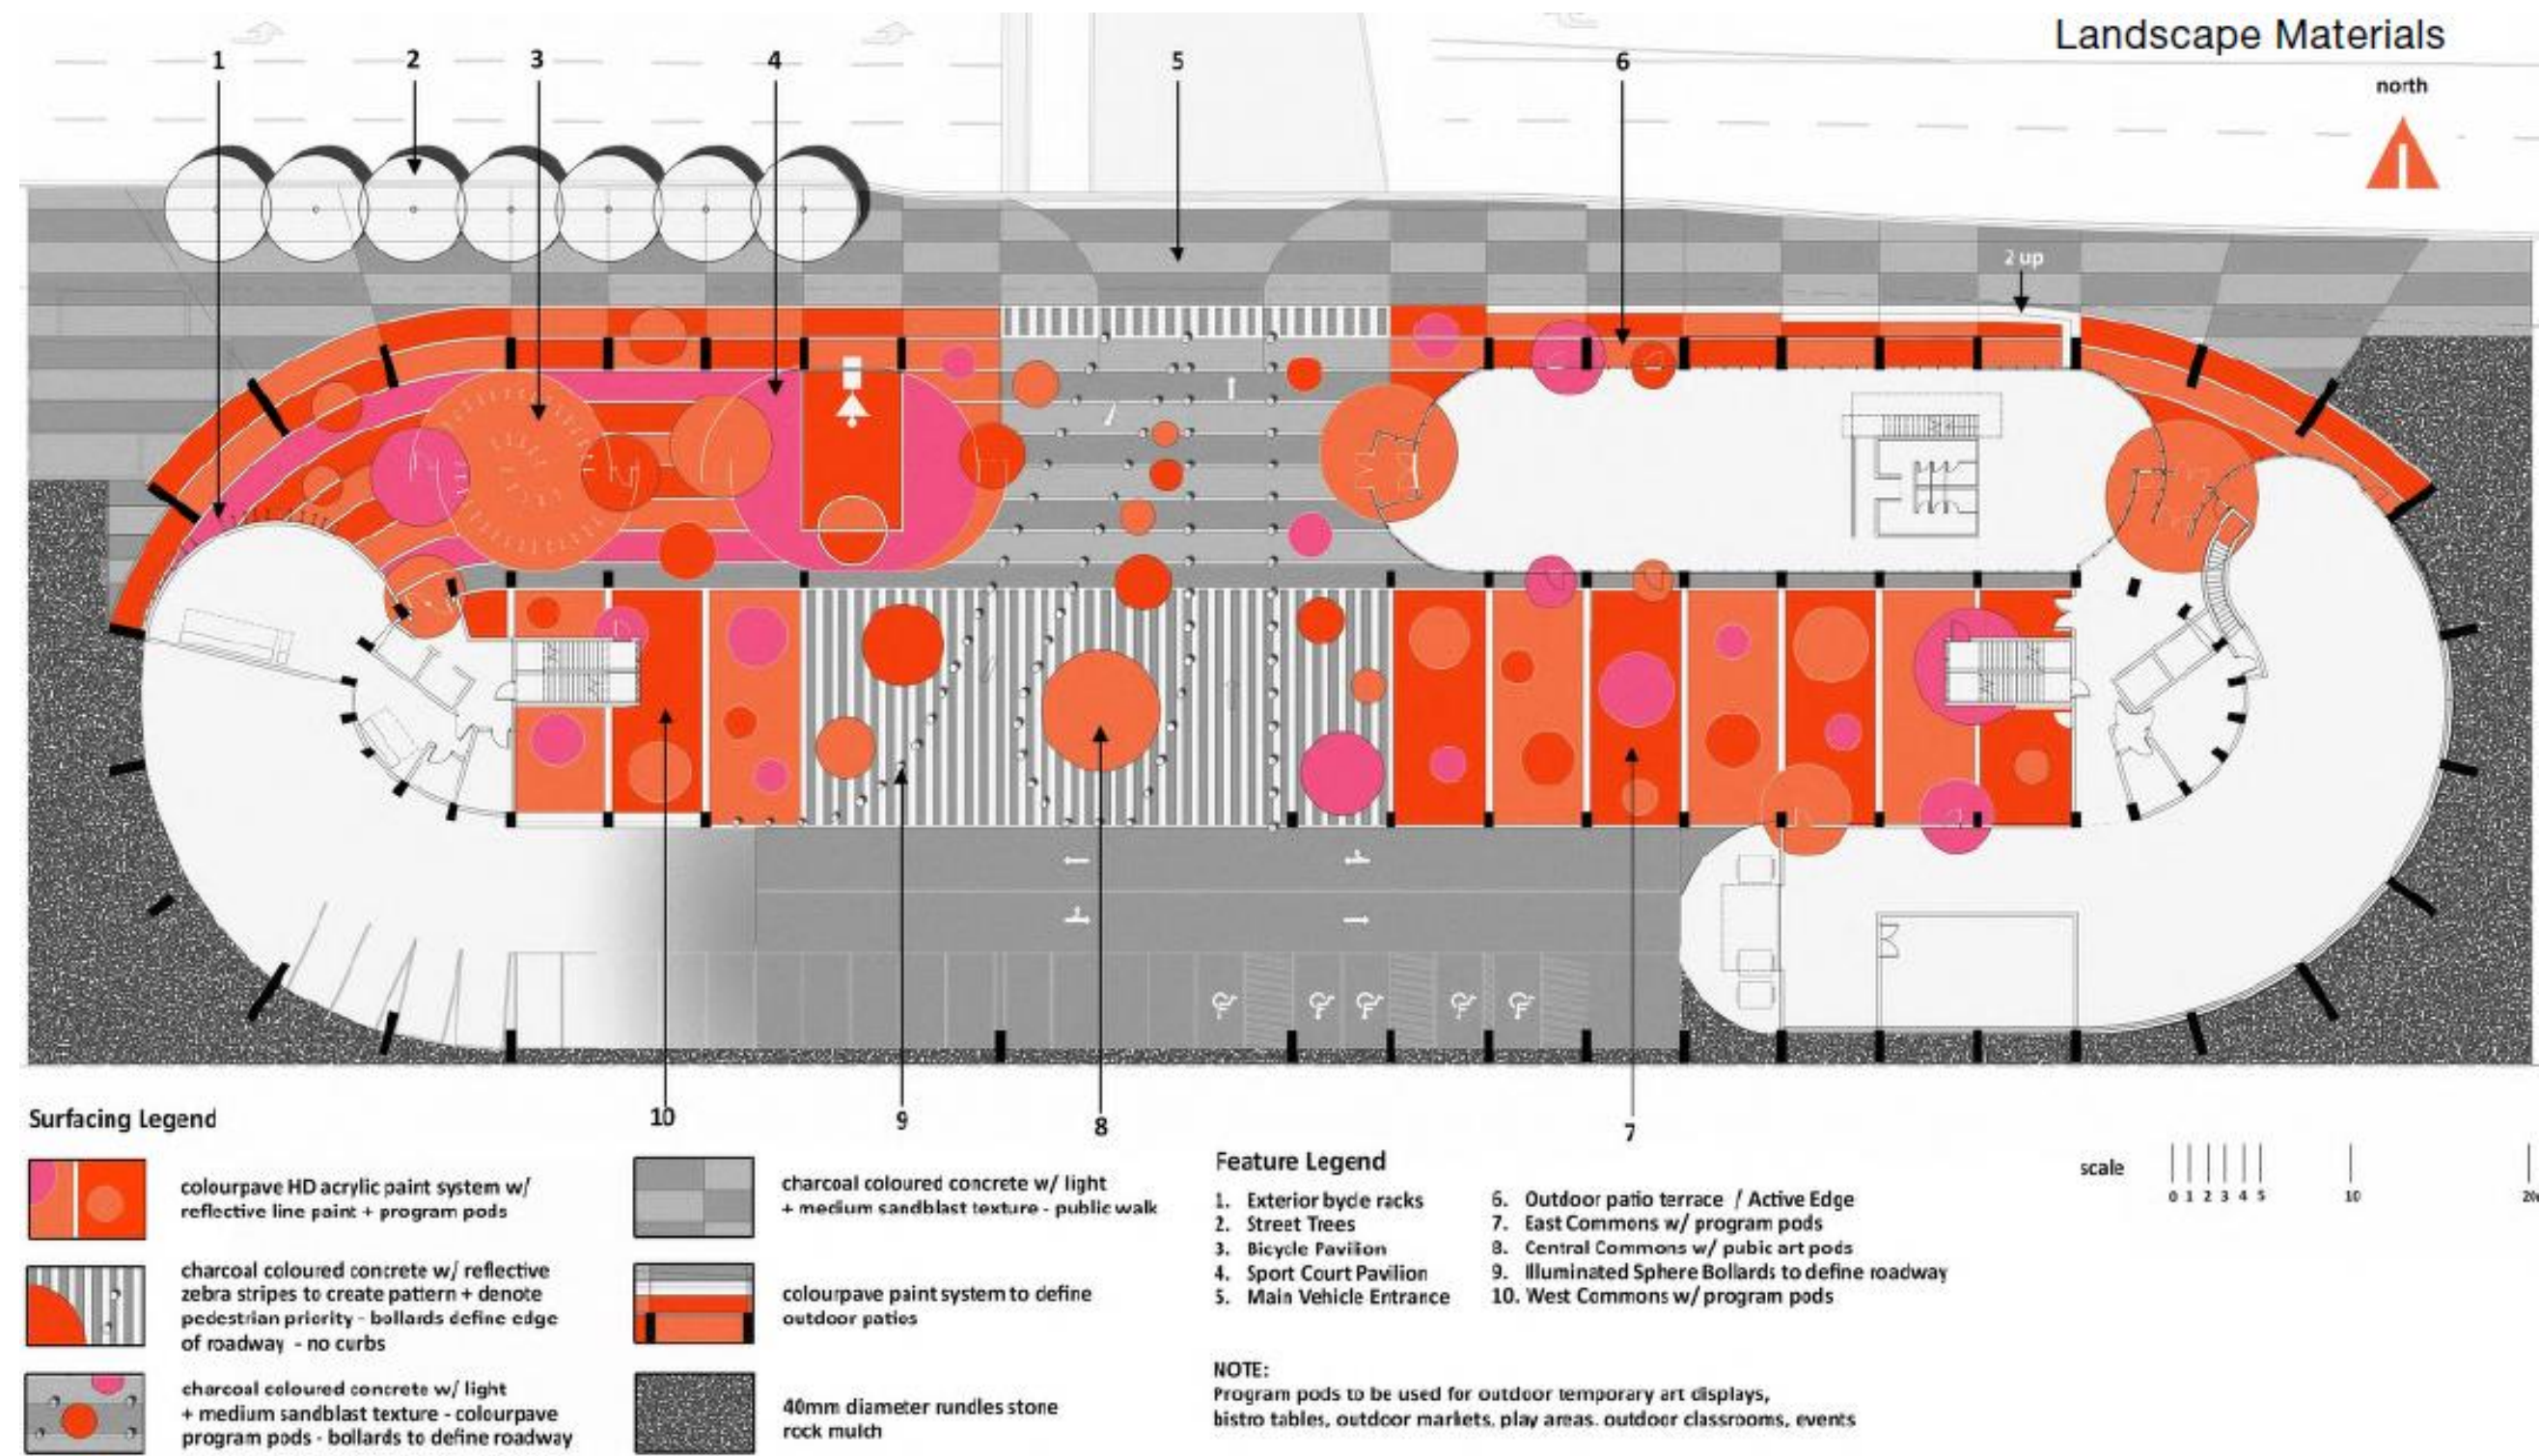 Landscape Materials
north
1
2
3
4
5
6
2 up
10
9
8
7
Surfacing Legend
colourpave HD acrylic paint system w/
reflective line paint + program pods
charcoal coloured concrete w/ reflective
zebra stripes to create pattern + denote
pedestrian priority - bollards define edge
of roadway - no curbs
charcoal coloured concrete w/ light
+ medium sandblast texture - colourpave
program pods - bollards to define roadway
charcoal coloured concrete w/ light
+ medium sandblast texture - public walk
colourpave paint system to define
outdoor patios
40mm diameter rundles stone
rock mulch
Feature Legend
1. Exterior bycle racks
2. Street Trees
3. Bicycle Pavilion
4. Sport Court Pavilion
5. Main Vehicle Entrance
6. Outdoor patio terrace / Active Edge
7. East Commons w/ program pods
8. Central Commons w/ pubic art pods
9. Illuminated Sphere Bollards to define roadway
10. West Commons w/ program pods
NOTE:
Program pods to be used for outdoor temporary art displays,
bistro tables, outdoor markets, play areas. outdoor classrooms, events
scale
0 1 2 3 4 5 10